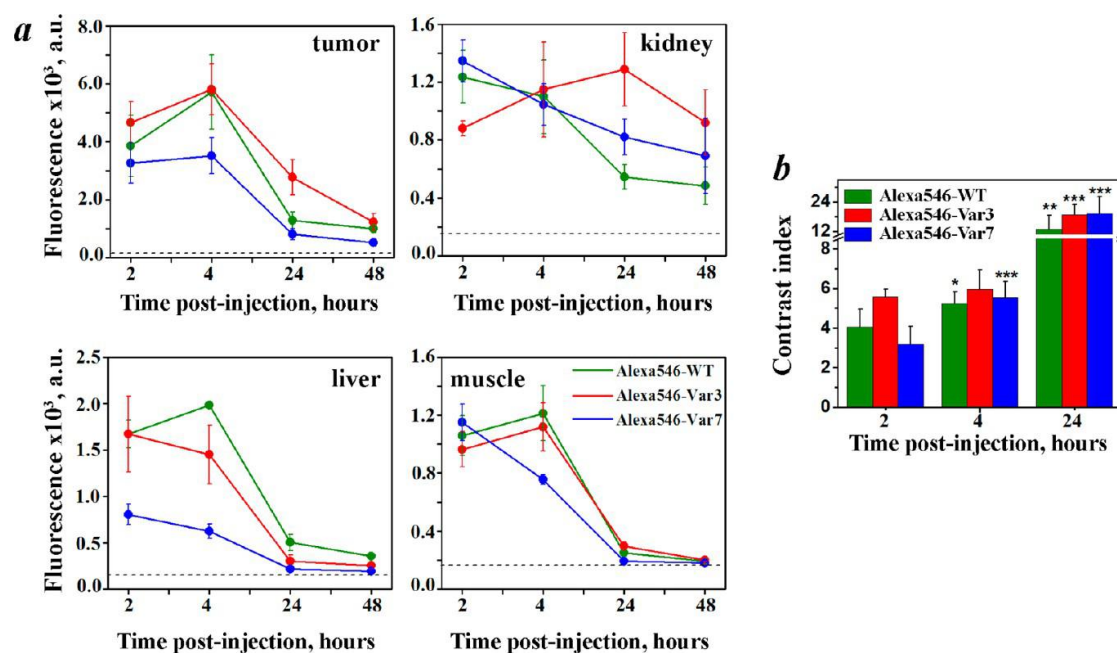 a
tumor
Fluorescence x10³, a.u.
8.0
6.0
4.0
2.0
0.0
2 4 24 48
Time post-injection, hours
kidney
1.6
1.2
0.8
0.4
0.0
2 4 24 48
Time post-injection, hours
liver
Fluorescence x10³, a.u.
2.5
2.0
1.5
1.0
0.5
0.0
2 4 24 48
Time post-injection, hours
muscle
Alexa546-WT
Alexa546-Var3
Alexa546-Var7
1.6
1.2
0.8
0.4
0.0
2 4 24 48
Time post-injection, hours
b
Alexa546-WT
Alexa546-Var3
Alexa546-Var7
Contrast index
24
12
8
6
4
2
0
* ***
** *** ***
2 4 24
Time post-injection, hours